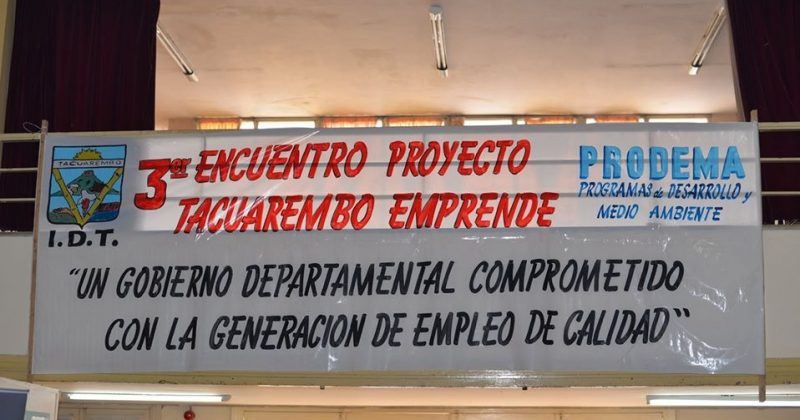 TACUAREMBO
I.D.T.
3er ENCUENTRO PROYECTO
TACUAREMBO EMPRENDE
PRODEMA
PROGRAMAS de DESARROLLO y
MEDIO AMBIENTE
"UN GOBIERNO DEPARTAMENTAL COMPROMETIDO
CON LA GENERACION DE EMPLEO DE CALIDAD"